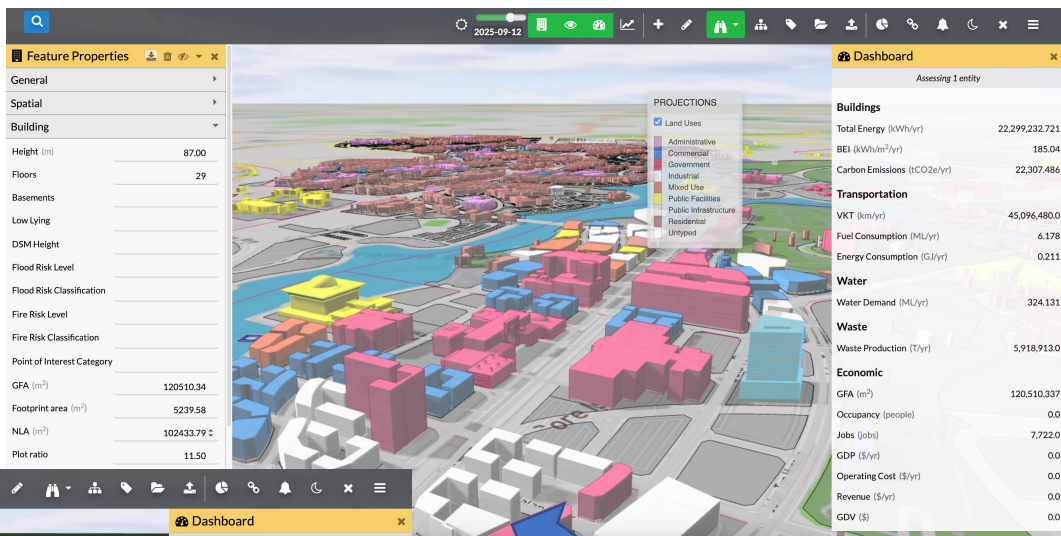 2025-09-12
Feature Properties
General
Spatial
Building
Height (m) 87.00
Floors 29
Basements
Low Lying
DSM Height
Flood Risk Level
Flood Risk Classification
Fire Risk Level
Fire Risk Classification
Point of Interest Category
GFA (m²) 120510.34
Footprint area (m²) 5239.58
NLA (m²) 102433.79
Plot ratio 11.50
PROJECTIONS
Land Uses
Administrative
Commercial
Government
Industrial
Mixed Use
Public Facilities
Public Infrastructure
Residential
Untyped
Dashboard
Assessing 1 entity
Buildings
Total Energy (kWh/yr) 22,299,232.721
BEI (kWh/m²/yr) 185.04
Carbon Emissions (tCO2e/yr) 22,307.486
Transportation
VKT (km/yr) 45,096,480.0
Fuel Consumption (ML/yr) 6.178
Energy Consumption (GJ/yr) 0.211
Water
Water Demand (ML/yr) 324.131
Waste
Waste Production (T/yr) 5,918,913.0
Economic
GFA (m²) 120,510.337
Occupancy (people) 0.0
Jobs (jobs) 7,722.0
GDP ($/yr) 0.0
Operating Cost ($/yr) 0.0
Revenue ($/yr) 0.0
GDV ($) 0.0
Dashboard